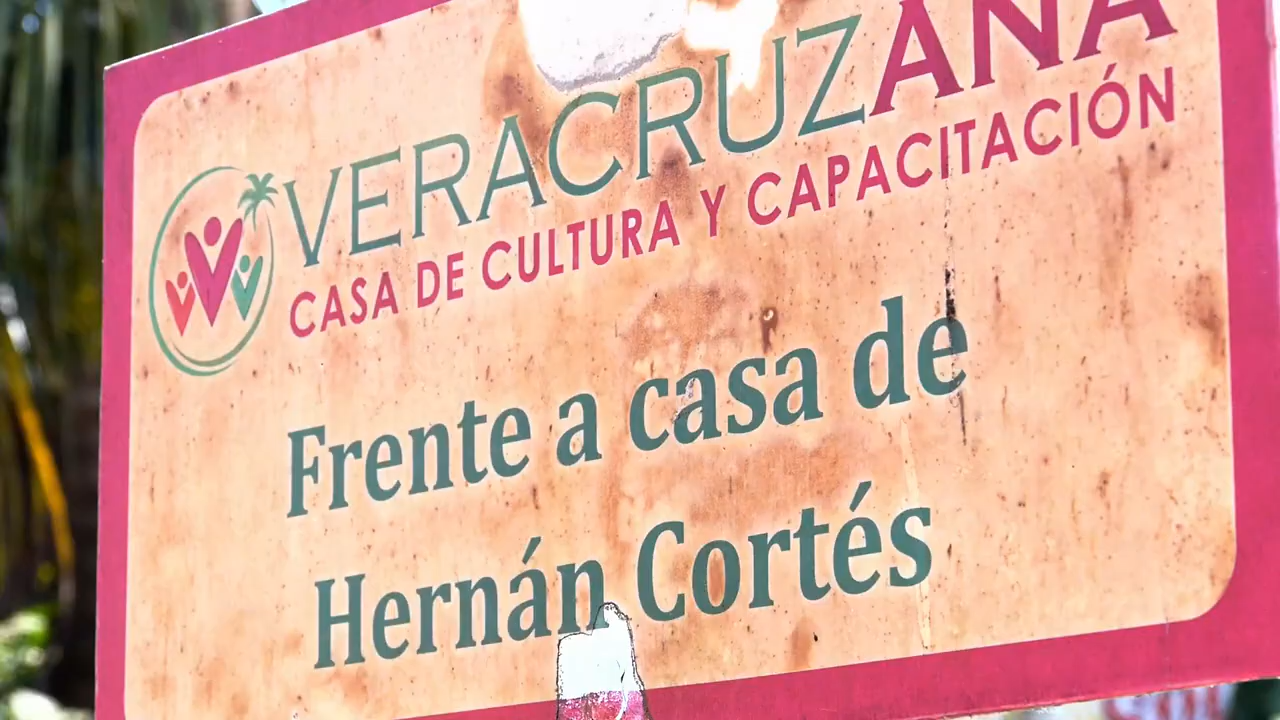 VERACRUZANA
CASA DE CULTURA Y CAPACITACIÓN
Frente a casa de
Hernán Cortés